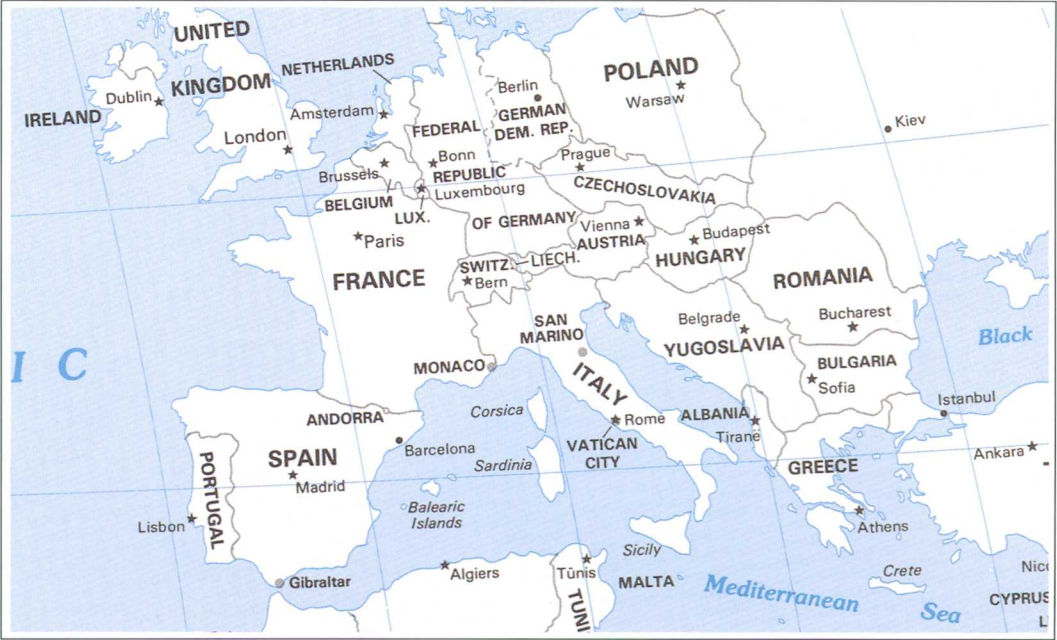 UNITED
KINGDOM
NETHERLANDS
IRELAND
Dublin
London
Amsterdam
Berlin
GERMAN
DEM. REP.
POLAND
Warsaw
Kiev
FEDERAL
REPUBLIC
OF GERMANY
Bonn
Brussels
BELGIUM
LUX.
Luxembourg
Prague
CZECHOSLOVAKIA
Paris
FRANCE
Vienna
AUSTRIA
Budapest
HUNGARY
SWITZ.
LIECH.
Bern
ROMANIA
Bucharest
SAN
MARINO
Belgrade
YUGOSLAVIA
BULGARIA
Sofia
Black
I C
MONACO
ITALY
Istanbul
ANDORRA
Corsica
Rome
ALBANIA
Tiranë
VATICAN
CITY
Barcelona
Sardinia
SPAIN
Madrid
PORTUGAL
Lisbon
GREECE
Ankara
Balearic
Islands
Athens
Sicily
Gibraltar
Algiers
Tūnis
TUNI
MALTA
Crete
Mediterranean
Sea
Nico
CYPRUS
L